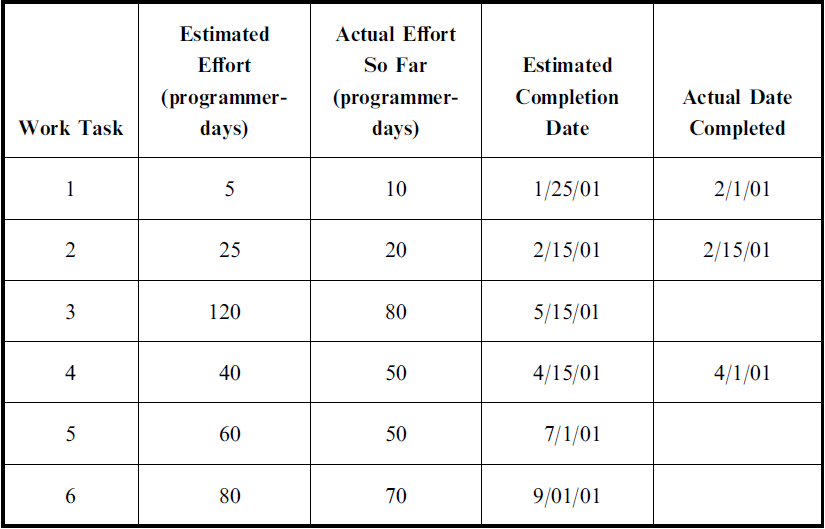 Work Task | Estimated Effort (programmer-days) | Actual Effort So Far (programmer-days) | Estimated Completion Date | Actual Date Completed
1 | 5 | 10 | 1/25/01 | 2/1/01
2 | 25 | 20 | 2/15/01 | 2/15/01
3 | 120 | 80 | 5/15/01 |
4 | 40 | 50 | 4/15/01 | 4/1/01
5 | 60 | 50 | 7/1/01 |
6 | 80 | 70 | 9/01/01 |